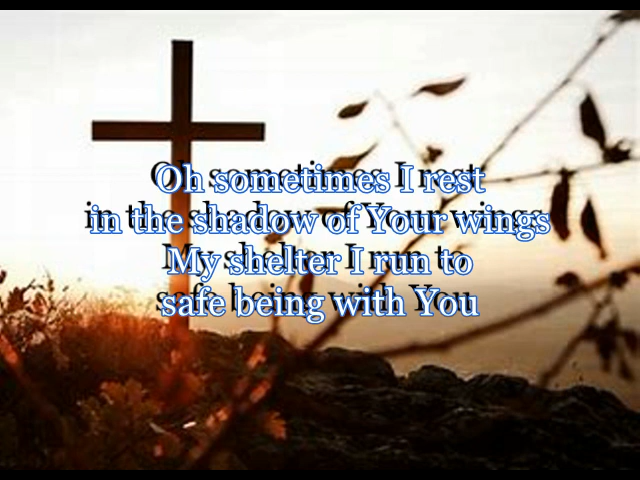 Oh sometimes I rest
in the shadow of Your wings
My shelter I run to
safe being with You